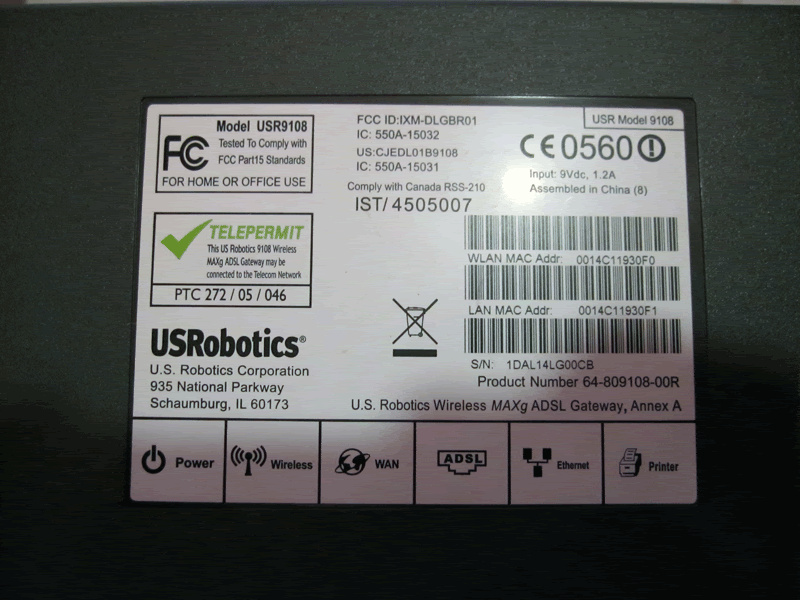 FC Model USR9108
Tested To Comply with
FCC Part15 Standards
FOR HOME OR OFFICE USE
FCC ID:IXM-DLGBR01
IC: 550A-15032
US:CJEDL01B9108
IC: 550A-15031
Comply with Canada RSS-210
IST/ 4505007
USR Model 9108
CE0560
Input: 9Vdc, 1.2A
Assembled in China (8)
TELEPERMIT
This US Robotics 9108 Wireless
MAXg ADSL Gateway may be
connected to the Telecom Network
PTC 272 / 05 / 046
WLAN MAC Addr: 0014C11930F0
LAN MAC Addr: 0014C11930F1
S/N: 1DAL14LG00CB
Product Number 64-809108-00R
USRobotics®
U.S. Robotics Corporation
935 National Parkway
Schaumburg, IL 60173
U.S. Robotics Wireless MAXg ADSL Gateway, Annex A
Power
Wireless
WAN
ADSL
Ethernet
Printer